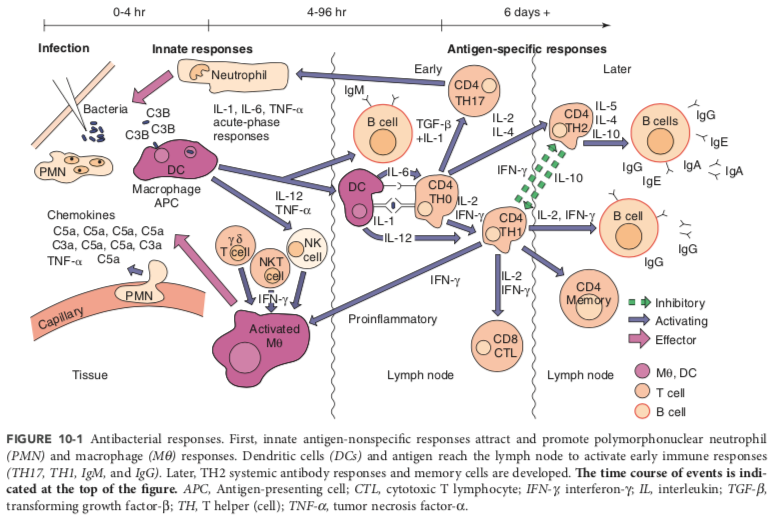 0-4 hr 4-96 hr 6 days +
Infection Innate responses Antigen-specific responses
Early Later
Neutrophil
CD4
TH17
Bacteria
IL-1, IL-6, TNF-α
acute-phase
responses
IgM
B cell
TGF-β
+IL-1
IL-2
IL-4
CD4
TH2
IL-5
IL-4
IL-10
B cells
IgG
IgE
IgA
IgA
IgG
IgE
C3B
C3B
C3B
DC
Macrophage
APC
PMN
IL-12
TNF-α
DC
IL-6
CD4
TH0
IL-1
IL-12
IL-2
IFN-γ
IFN-γ
IL-10
CD4
TH1
IL-2, IFN-γ
B cell
IgG
IgG
Chemokines
C5a, C5a, C5a, C5a
C3a, C5a, C5a, C3a
TNF-α C5a
γδ
T cell
NKT
cell
NK
cell
IFN-γ
PMN
Capillary
Activated
Mθ
IFN-γ
IL-2
IFN-γ
CD4
Memory
Proinflammatory
CD8
CTL
Inhibitory
Activating
Effector
Mθ, DC
T cell
B cell
Tissue Lymph node Lymph node
FIGURE 10-1 Antibacterial responses. First, innate antigen-nonspecific responses attract and promote polymorphonuclear neutrophil
(PMN) and macrophage (Mθ) responses. Dendritic cells (DCs) and antigen reach the lymph node to activate early immune responses
(TH17, TH1, IgM, and IgG). Later, TH2 systemic antibody responses and memory cells are developed. The time course of events is indi-
cated at the top of the figure. APC, Antigen-presenting cell; CTL, cytotoxic T lymphocyte; IFN-γ, interferon-γ; IL, interleukin; TGF-β,
transforming growth factor-β; TH, T helper (cell); TNF-α, tumor necrosis factor-α.